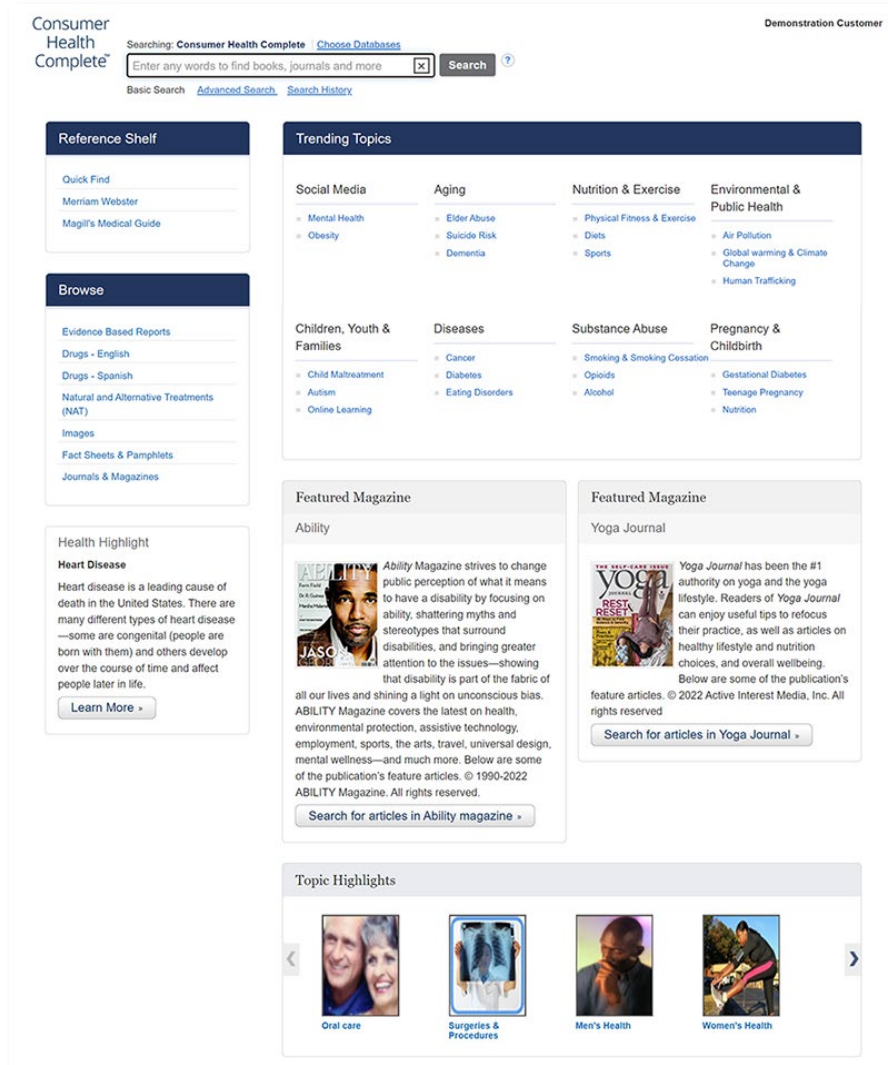 Consumer
Health
Complete™
Demonstration Customer
Searching: Consumer Health Complete | Choose Databases
Enter any words to find books, journals and more
Search
?
Basic Search Advanced Search Search History
Reference Shelf
Quick Find
Merriam Webster
Magill's Medical Guide
Browse
Evidence Based Reports
Drugs - English
Drugs - Spanish
Natural and Alternative Treatments
(NAT)
Images
Fact Sheets & Pamphlets
Journals & Magazines
Health Highlight
Heart Disease
Heart disease is a leading cause of
death in the United States. There are
many different types of heart disease
—some are congenital (people are
born with them) and others develop
over the course of time and affect
people later in life.
Learn More »
Trending Topics
Social Media
Mental Health
Obesity
Aging
Elder Abuse
Suicide Risk
Dementia
Nutrition & Exercise
Physical Fitness & Exercise
Diets
Sports
Environmental &
Public Health
Air Pollution
Global warming & Climate
Change
Human Trafficking
Children, Youth &
Families
Child Maltreatment
Autism
Online Learning
Diseases
Cancer
Diabetes
Eating Disorders
Substance Abuse
Smoking & Smoking Cessation
Opioids
Alcohol
Pregnancy &
Childbirth
Gestational Diabetes
Teenage Pregnancy
Nutrition
Featured Magazine
Ability
ABILITY
JASON
Ability Magazine strives to change
public perception of what it means
to have a disability by focusing on
ability, shattering myths and
stereotypes that surround
disabilities, and bringing greater
attention to the issues—showing
that disability is part of the fabric of
all our lives and shining a light on unconscious bias.
ABILITY Magazine covers the latest on health,
environmental protection, assistive technology,
employment, sports, the arts, travel, universal design,
mental wellness—and much more. Below are some
of the publication's feature articles. © 1990-2022
ABILITY Magazine. All rights reserved.
Search for articles in Ability magazine »
Featured Magazine
Yoga Journal
THE SELF-CARE ISSUE
yoga
JOURNAL
REST
RESET
Yoga Journal has been the #1
authority on yoga and the yoga
lifestyle. Readers of Yoga Journal
can enjoy useful tips to refocus
their practice, as well as articles on
healthy lifestyle and nutrition
choices, and overall wellbeing.
Below are some of the publication's
feature articles. © 2022 Active Interest Media, Inc. All
rights reserved
Search for articles in Yoga Journal »
Topic Highlights
Oral care
Surgeries &
Procedures
Men's Health
Women's Health